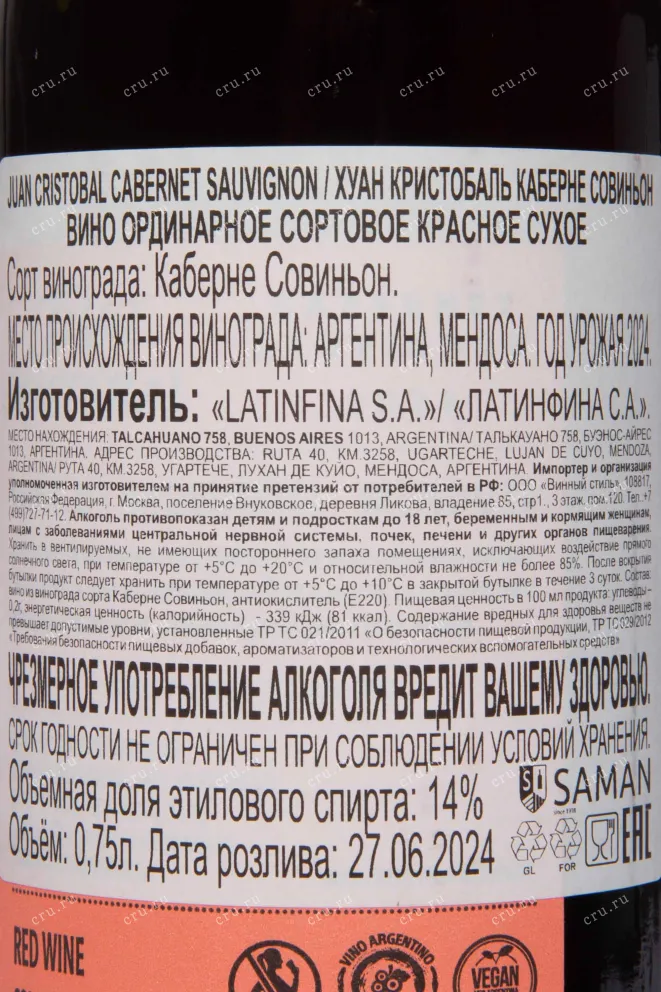 JUAN CRISTOBAL CABERNET SAUVIGNON / ХУАН КРИСТОБАЛЬ КАБЕРНЕ СОВИНЬОН
ВИНО ОРДИНАРНОЕ СОРТОВОЕ КРАСНОЕ СУХОЕ
Сорт винограда: Каберне Совиньон.
МЕСТО ПРОИСХОЖДЕНИЯ ВИНОГРАДА: АРГЕНТИНА, МЕНДОСА. ГОД УРОЖАЯ 2024.
Изготовитель: «LATINFINA S.A.»/ «ЛАТИНФИНА С.А.».
МЕСТО НАХОЖДЕНИЯ: TALCAHUANO 758, BUENOS AIRES 1013, ARGENTINA/ ТАЛЬКАУАНО 758, БУЭНОС-АЙРЕС
1013, АРГЕНТИНА. АДРЕС ПРОИЗВОДСТВА: RUTA 40, KM.3258, UGARTECHE, LUJAN DE CUYO, MENDOZA,
ARGENTINA/ РУТА 40, КМ.3258, УГАРТЕЧЕ, ЛУХАН ДЕ КУЙО, МЕНДОСА, АРГЕНТИНА. Импортер и организация
уполномоченная изготовителем на принятие претензий от потребителей в РФ: ООО «Винный стиль», 108817,
Российская Федерация, г. Москва, поселение Внуковское, деревня Ликова, владение 85, стр1., 3 этаж, пом.120. Тел.:+7
(499)727-71-12. Алкоголь противопоказан детям и подросткам до 18 лет, беременным и кормящим женщинам,
лицам с заболеваниями центральной нервной системы, почек, печени и других органов пищеварения.
Хранить в вентилируемых, не имеющих постороннего запаха помещениях, исключающих воздействие прямого
солнечного света, при температуре от +5°С до +20°С и относительной влажности не более 85%. После вскрытия
бутылки продукт следует хранить при температуре от +5°С до +10°С в закрытой бутылке в течение 3 суток. Состав:
вино из винограда сорта Каберне Совиньон, антиокислитель (Е220). Пищевая ценность в 100 мл продукта: углеводы –
0,2г, энергетическая ценность (калорийность) - 339 кДж (81 ккал). Содержание вредных для здоровья веществ не
превышает допустимые уровни, установленные ТР ТС 021/2011 «О безопасности пищевой продукции, ТР ТС 029/2012
«Требования безопасности пищевых добавок, ароматизаторов и технологических вспомогательных средств»
ЧРЕЗМЕРНОЕ УПОТРЕБЛЕНИЕ АЛКОГОЛЯ ВРЕДИТ ВАШЕМУ ЗДОРОВЬЮ.
СРОК ГОДНОСТИ НЕ ОГРАНИЧЕН ПРИ СОБЛЮДЕНИИ УСЛОВИЙ ХРАНЕНИЯ.
Объемная доля этилового спирта: 14%
SAMAN
since 1998
Объём: 0,75л. Дата розлива: 27.06.2024
GL
FOR
EAC
RED WINE
VINO ARGENTINO
VEGAN